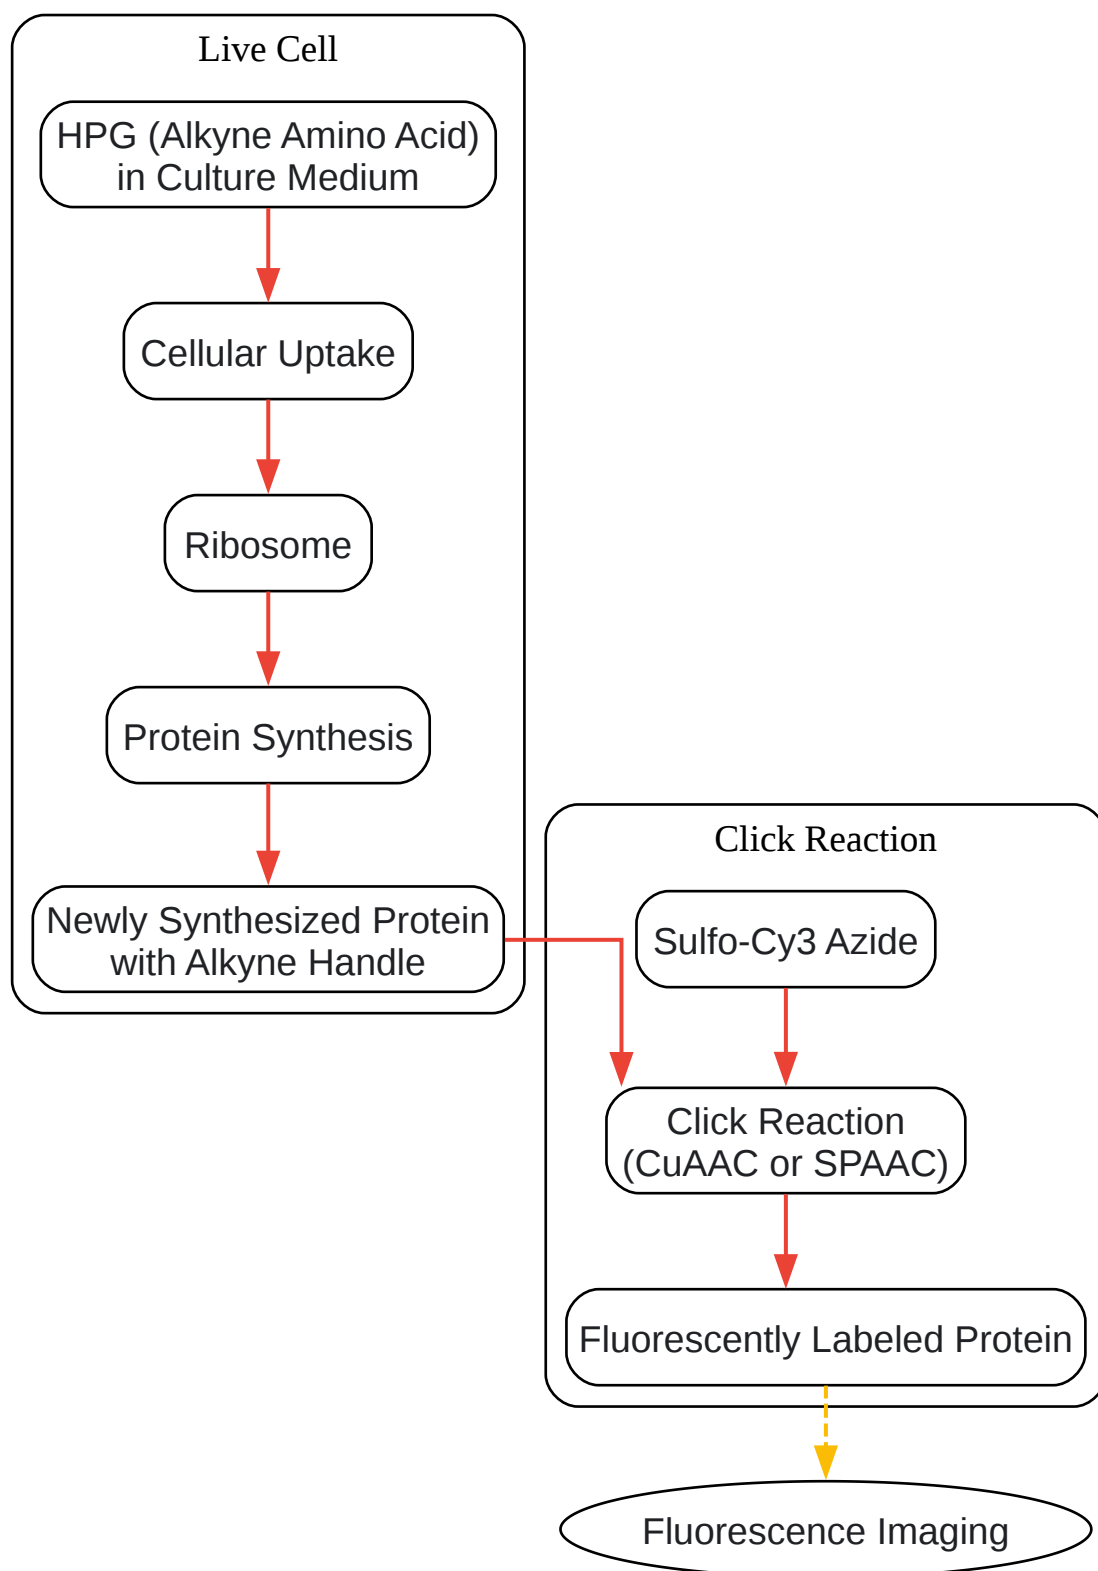 Live Cell
HPG (Alkyne Amino Acid)
in Culture Medium
Cellular Uptake
Ribosome
Protein Synthesis
Newly Synthesized Protein
with Alkyne Handle
Click Reaction
Sulfo-Cy3 Azide
Click Reaction
(CuAAC or SPAAC)
Fluorescently Labeled Protein
Fluorescence Imaging